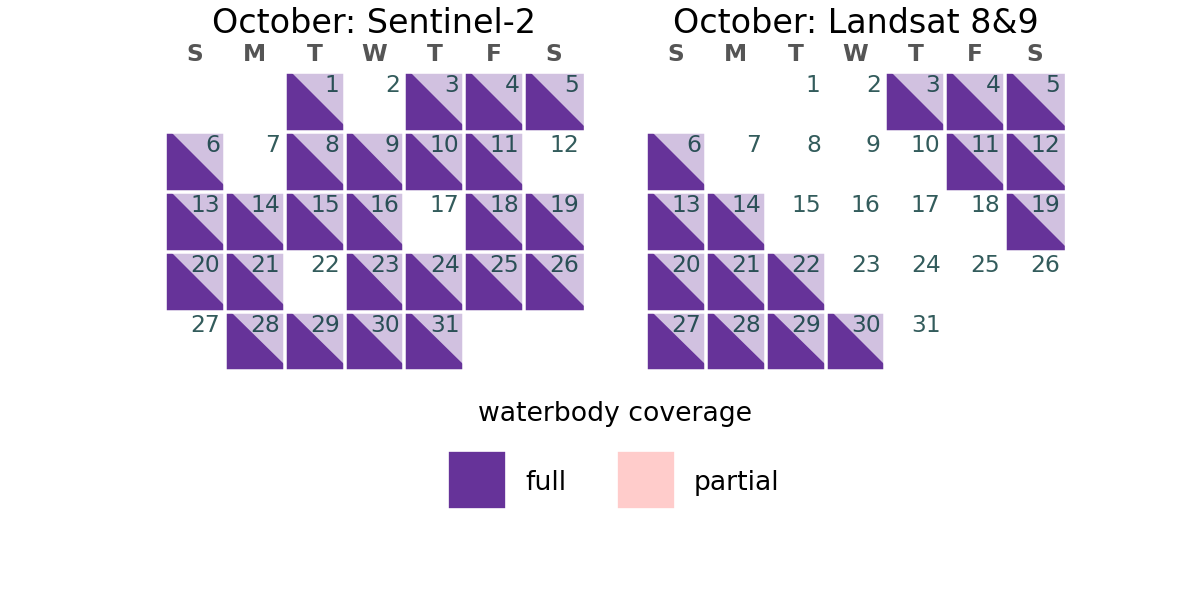 October: Sentinel-2
S M T W T F S
1 2 3 4 5
6 7 8 9 10 11 12
13 14 15 16 17 18 19
20 21 22 23 24 25 26
27 28 29 30 31
October: Landsat 8&9
S M T W T F S
1 2 3 4 5
6 7 8 9 10 11 12
13 14 15 16 17 18 19
20 21 22 23 24 25 26
27 28 29 30 31
waterbody coverage
full partial